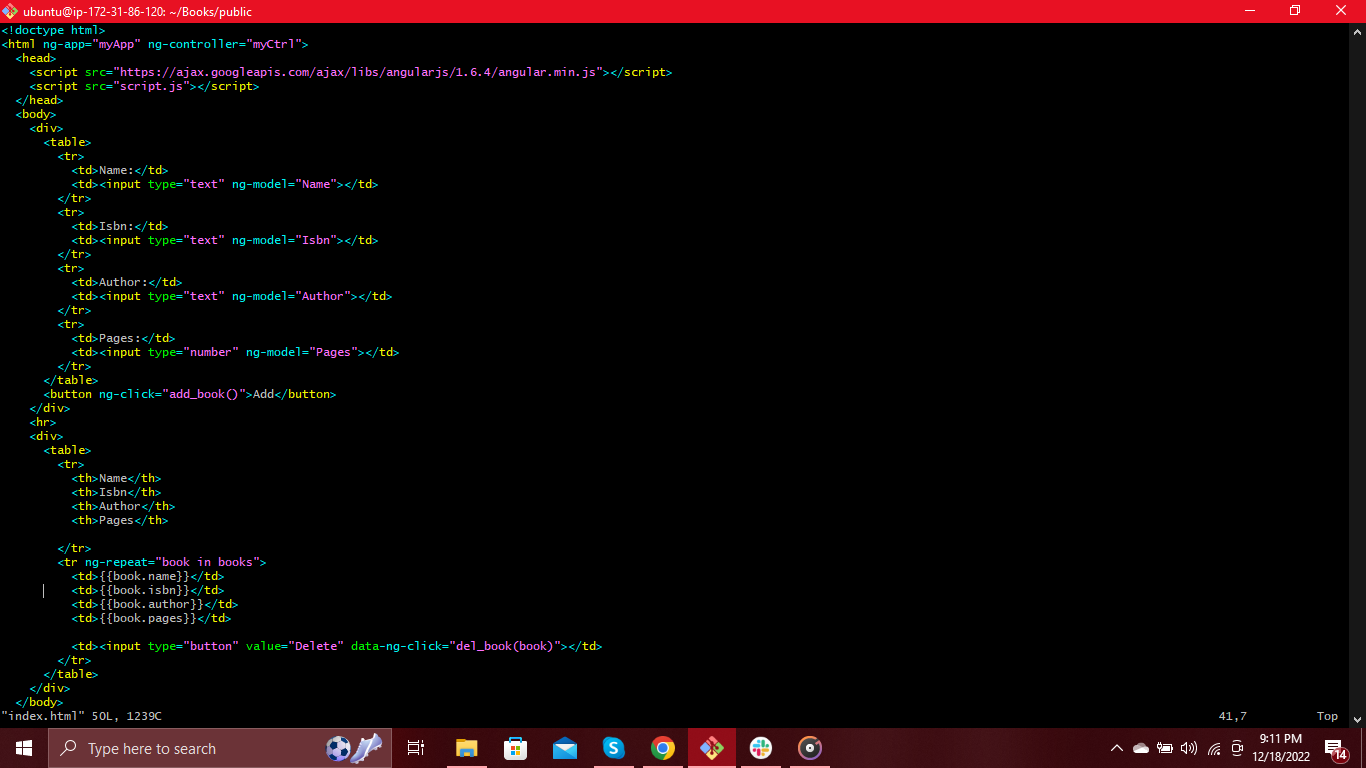 ubuntu@ip-172-31-86-120: ~/Books/public
<!doctype html>
<html ng-app="myApp" ng-controller="myCtrl">
  <head>
    <script src="https://ajax.googleapis.com/ajax/libs/angularjs/1.6.4/angular.min.js"></script>
    <script src="script.js"></script>
  </head>
  <body>
    <div>
      <table>
        <tr>
          <td>Name:</td>
          <td><input type="text" ng-model="Name"></td>
        </tr>
        <tr>
          <td>Isbn:</td>
          <td><input type="text" ng-model="Isbn"></td>
        </tr>
        <tr>
          <td>Author:</td>
          <td><input type="text" ng-model="Author"></td>
        </tr>
        <tr>
          <td>Pages:</td>
          <td><input type="number" ng-model="Pages"></td>
        </tr>
      </table>
      <button ng-click="add_book()">Add</button>
    </div>
    <hr>
    <div>
      <table>
        <tr>
          <th>Name</th>
          <th>Isbn</th>
          <th>Author</th>
          <th>Pages</th>

        </tr>
        <tr ng-repeat="book in books">
          <td>{{book.name}}</td>
          <td>{{book.isbn}}</td>
          <td>{{book.author}}</td>
          <td>{{book.pages}}</td>

          <td><input type="button" value="Delete" data-ng-click="del_book(book)"></td>
        </tr>
      </table>
    </div>
  </body>
"index.html" 50L, 1239C 41,7 Top
Type here to search
9:11 PM
12/18/2022
14